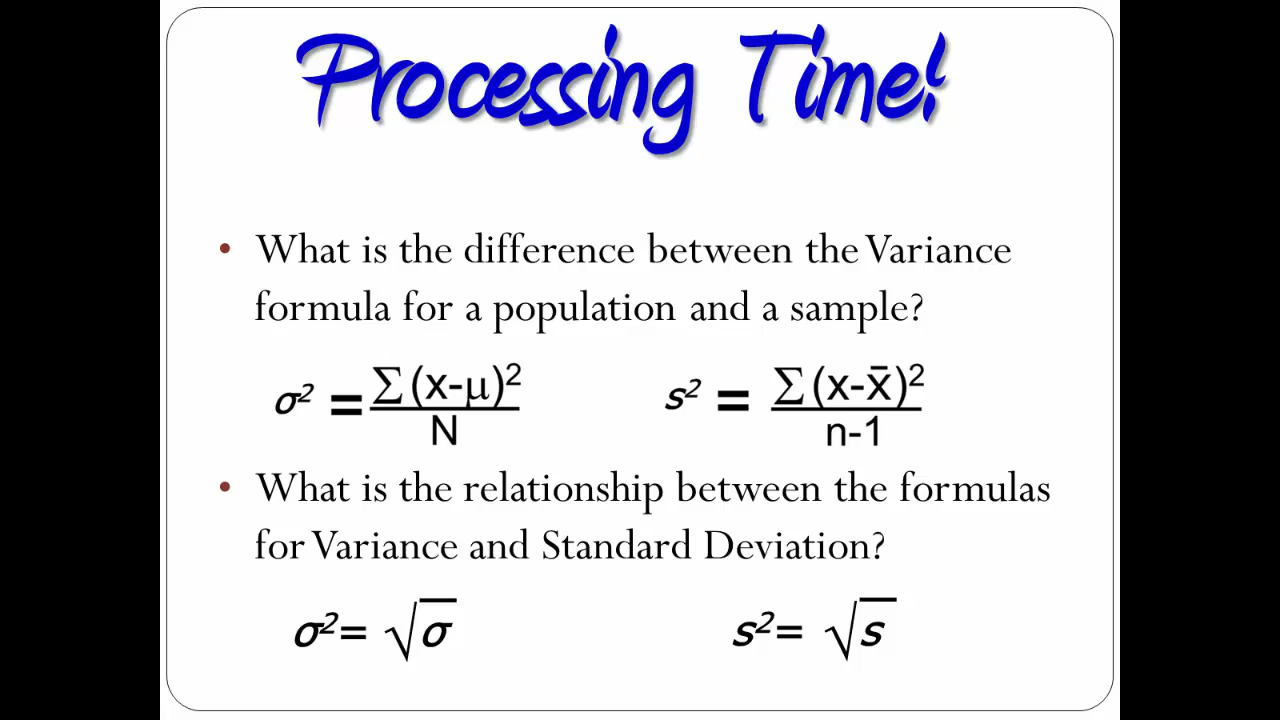 Processing Time!
• What is the difference between the Variance
formula for a population and a sample?
σ² = ∑(x-μ)² / N    s² = ∑(x-x̄)² / n-1
• What is the relationship between the formulas
for Variance and Standard Deviation?
σ²= √σ    s²= √s